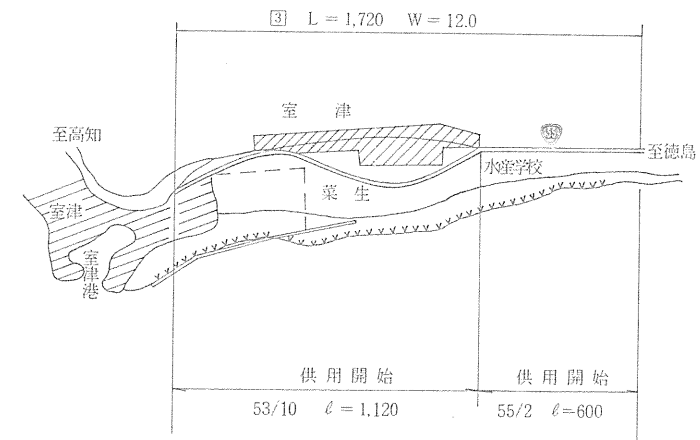 3 L=1,720 W=12.0
室津
至高知
至徳島
水産学校
菜生
室津
室津港
供用開始
供用開始
53/10 ℓ=1,120
55/2 ℓ=600